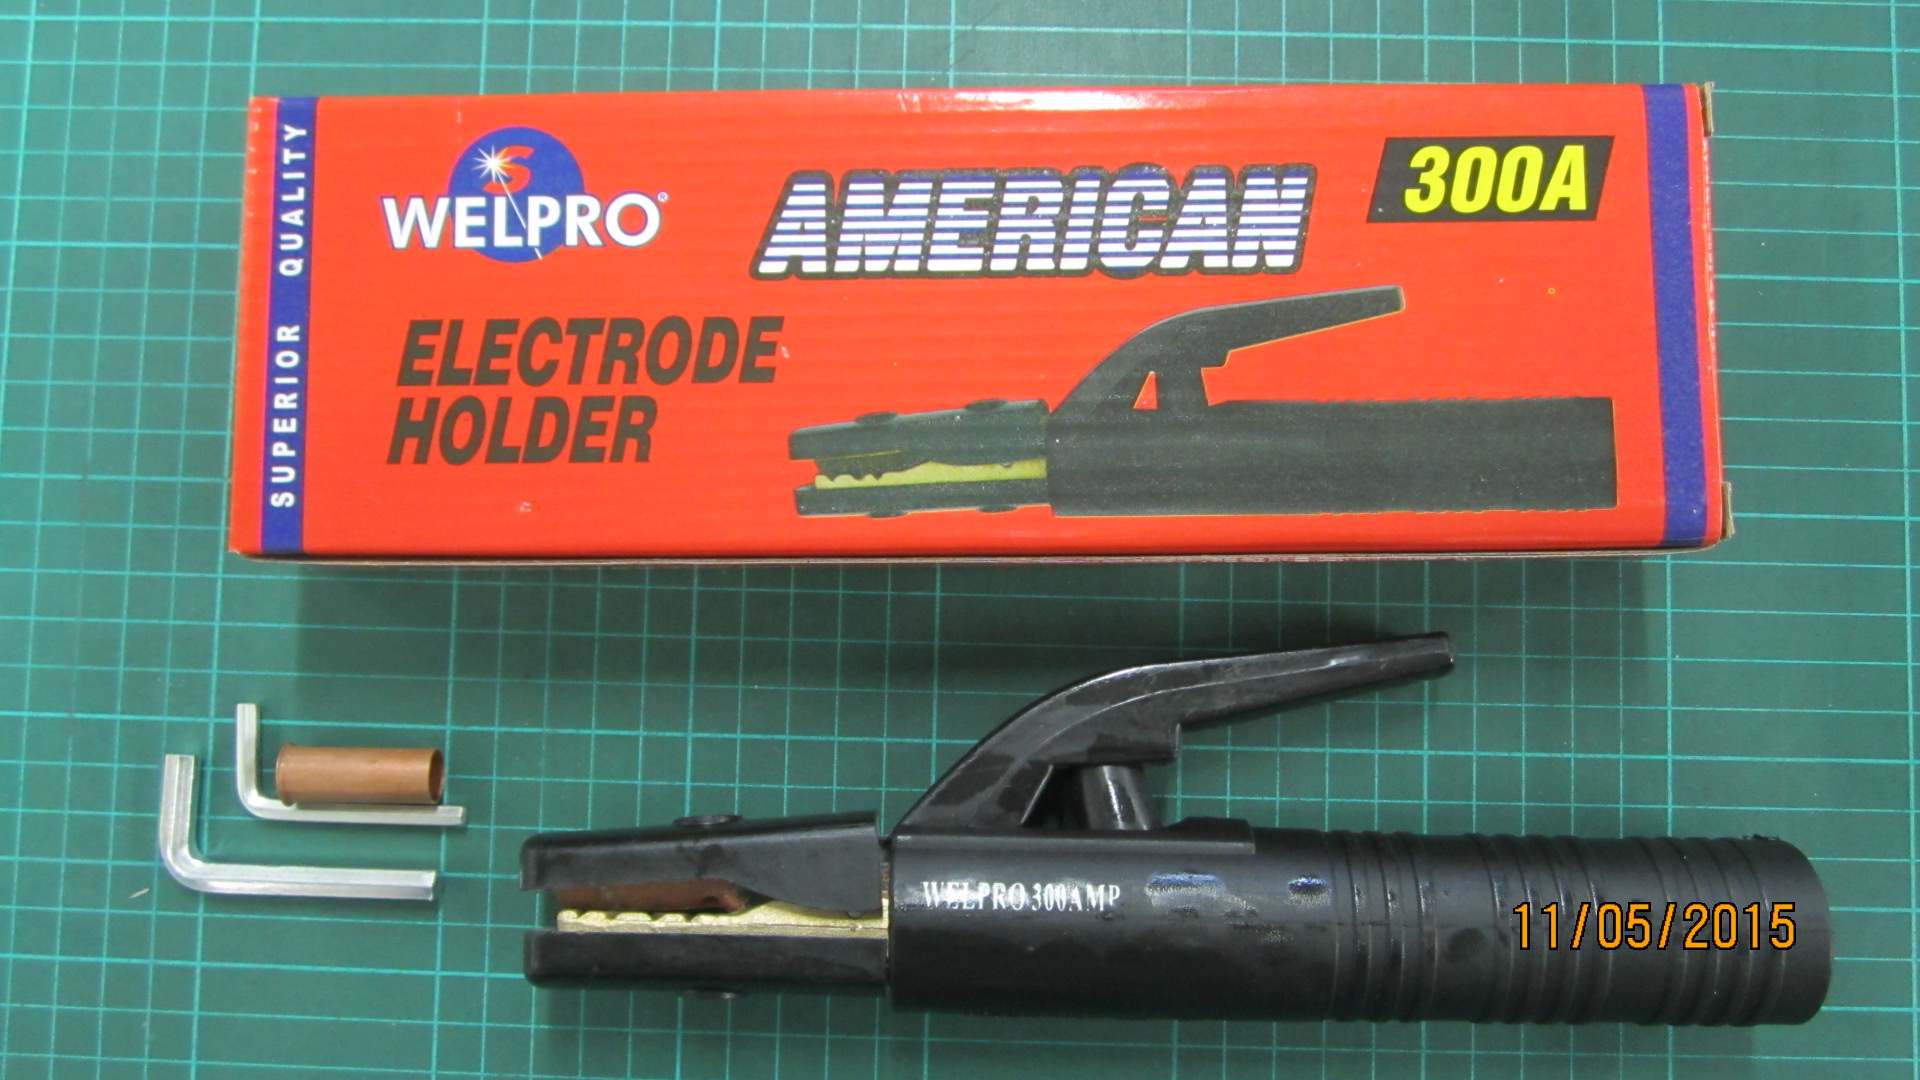 SUPERIOR QUALITY
S
WELPRO®
AMERICAN
300A
ELECTRODE
HOLDER
WELPRO 300AMP
11/05/2015